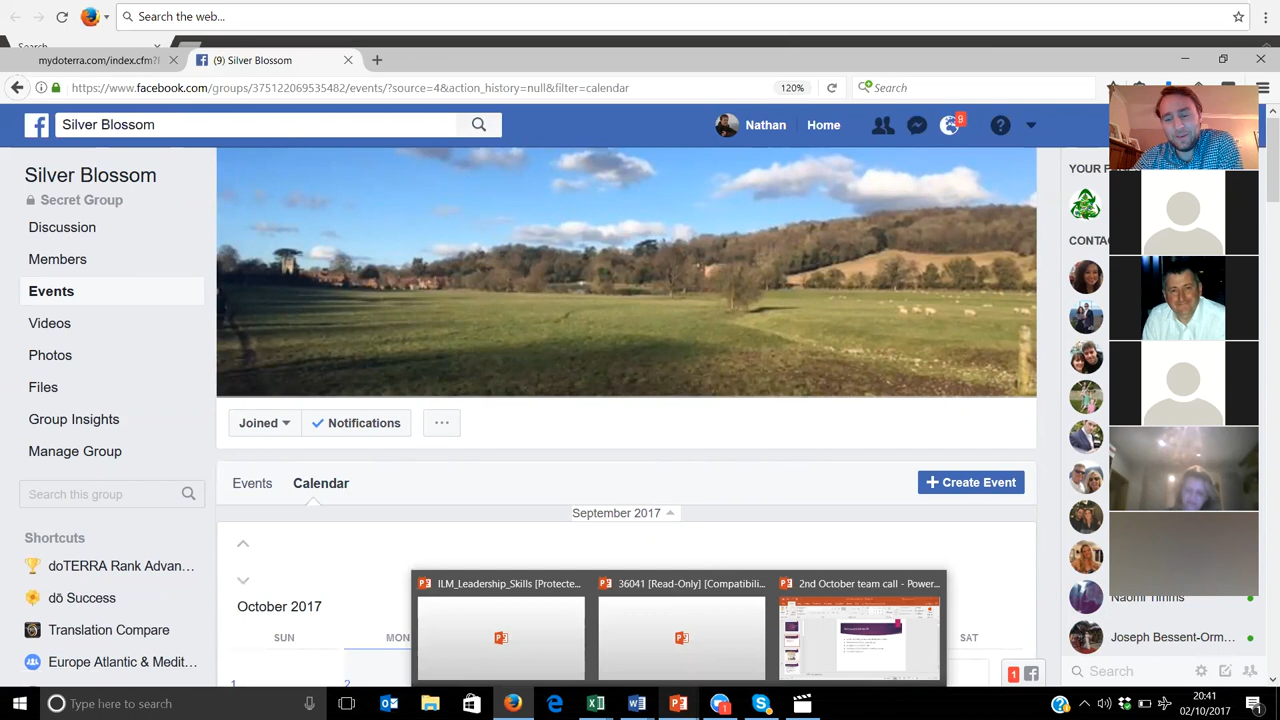 Search the web...
Search
mydoterra.com/index.cfm?l
(9) Silver Blossom
https://www.facebook.com/groups/375122069535482/events/?source=4&action_history=null&filter=calendar
120%
Search
Silver Blossom
Nathan
Home
9
Silver Blossom
Secret Group
Discussion
Members
Events
Videos
Photos
Files
Group Insights
Manage Group
Search this group
Shortcuts
doTERRA Rank Advan...
dō Success
Translation Compare
Europe Atlantic & Medit...
Joined
Notifications
Events
Calendar
+ Create Event
September 2017
October 2017
SUN
SAT
1
2
ILM_Leadership_Skills [Protecte...
36041 [Read-Only] [Compatibili...
2nd October team call - Power...
YOUR
CONTA
Naomi Timms
Joseph Bessent-Orm...
1
Search
Type here to search
20:41
02/10/2017